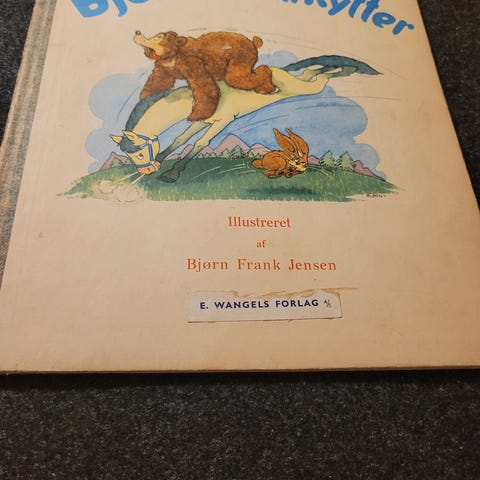 Illustreret
af
Bjørn Frank Jensen
E. WANGELS FORLAG A/S